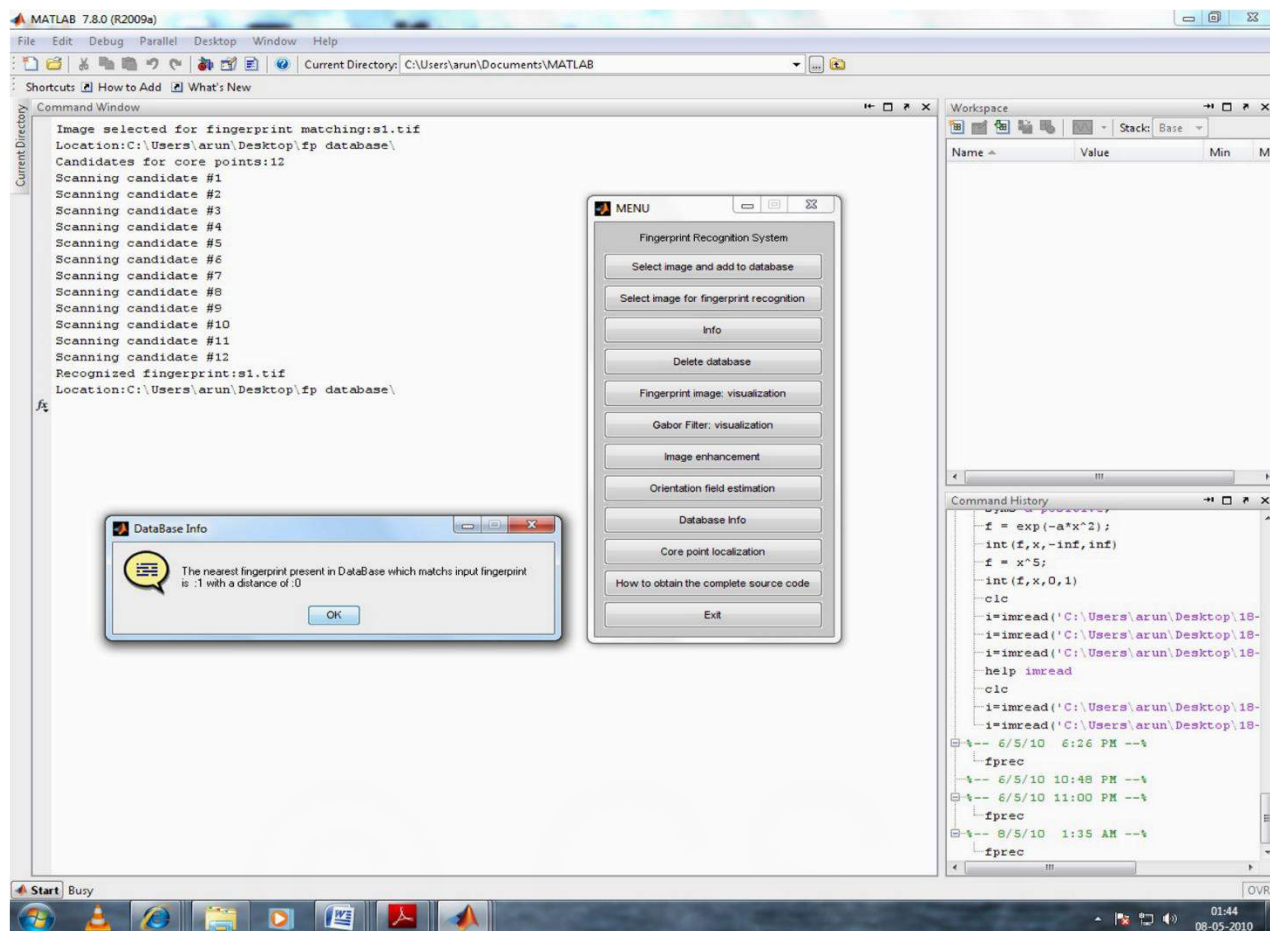 MATLAB 7.8.0 (R2009a)
File Edit Debug Parallel Desktop Window Help
Current Directory: C:\Users\arun\Documents\MATLAB
Shortcuts How to Add What's New
Current Directory
Command Window
Image selected for fingerprint matching:s1.tif
Location:C:\Users\arun\Desktop\fp database\
Candidates for core points:12
Scanning candidate #1
Scanning candidate #2
Scanning candidate #3
Scanning candidate #4
Scanning candidate #5
Scanning candidate #6
Scanning candidate #7
Scanning candidate #8
Scanning candidate #9
Scanning candidate #10
Scanning candidate #11
Scanning candidate #12
Recognized fingerprint:s1.tif
Location:C:\Users\arun\Desktop\fp database\
fx
MENU
Fingerprint Recognition System
Select image and add to database
Select image for fingerprint recognition
Info
Delete database
Fingerprint image: visualization
Gabor Filter: visualization
Image enhancement
Orientation field estimation
Database Info
Core point localization
How to obtain the complete source code
Exit
DataBase Info
The nearest fingerprint present in DataBase which matchs input fingerprint
is :1 with a distance of :0
OK
Workspace
Stack: Base
Name Value Min M
Command History
f = exp(-a*x^2);
int(f,x,-inf,inf)
f = x^5;
int(f,x,0,1)
clc
i=imread('C:\Users\arun\Desktop\18-
i=imread('C:\Users\arun\Desktop\18-
i=imread('C:\Users\arun\Desktop\18-
help imread
clc
i=imread('C:\Users\arun\Desktop\18-
i=imread('C:\Users\arun\Desktop\18-
%-- 6/5/10 6:26 PM --%
fprec
%-- 6/5/10 10:48 PM --%
%-- 6/5/10 11:00 PM --%
fprec
%-- 8/5/10 1:35 AM --%
fprec
Start Busy
OVR
01:44
08-05-2010